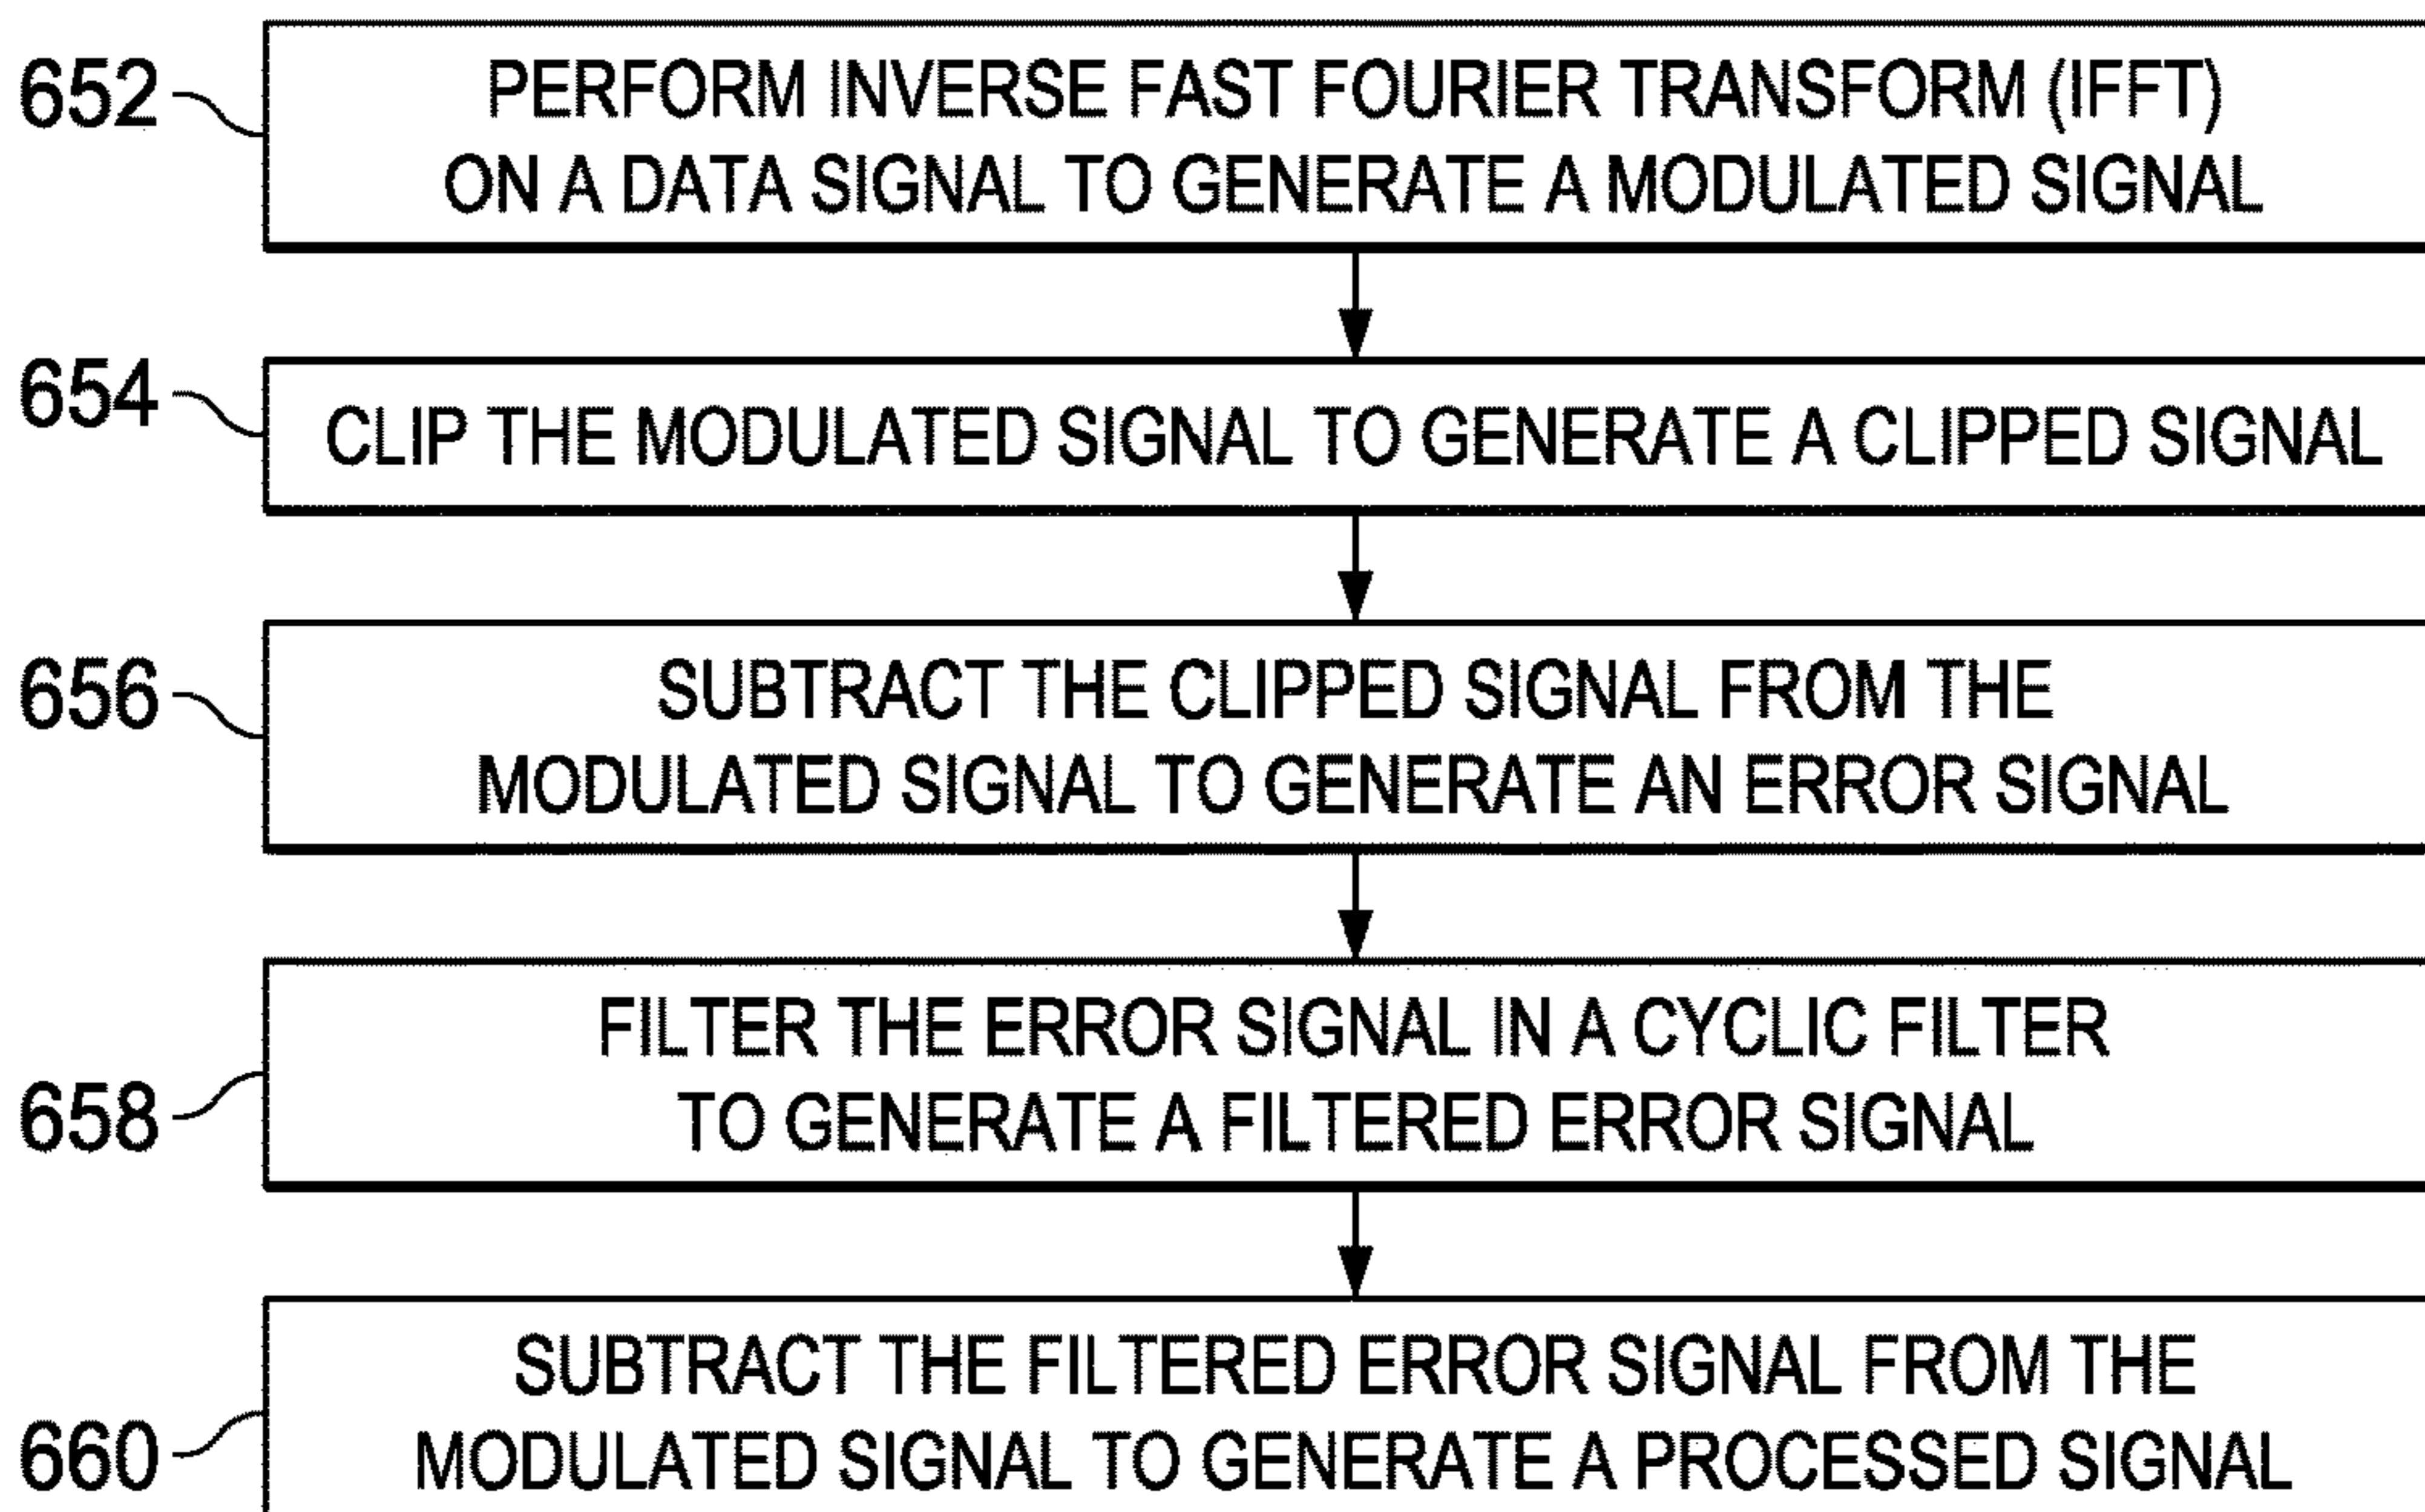 652
PERFORM INVERSE FAST FOURIER TRANSFORM (IFFT)
ON A DATA SIGNAL TO GENERATE A MODULATED SIGNAL
654
CLIP THE MODULATED SIGNAL TO GENERATE A CLIPPED SIGNAL
656
SUBTRACT THE CLIPPED SIGNAL FROM THE
MODULATED SIGNAL TO GENERATE AN ERROR SIGNAL
658
FILTER THE ERROR SIGNAL IN A CYCLIC FILTER
TO GENERATE A FILTERED ERROR SIGNAL
660
SUBTRACT THE FILTERED ERROR SIGNAL FROM THE
MODULATED SIGNAL TO GENERATE A PROCESSED SIGNAL